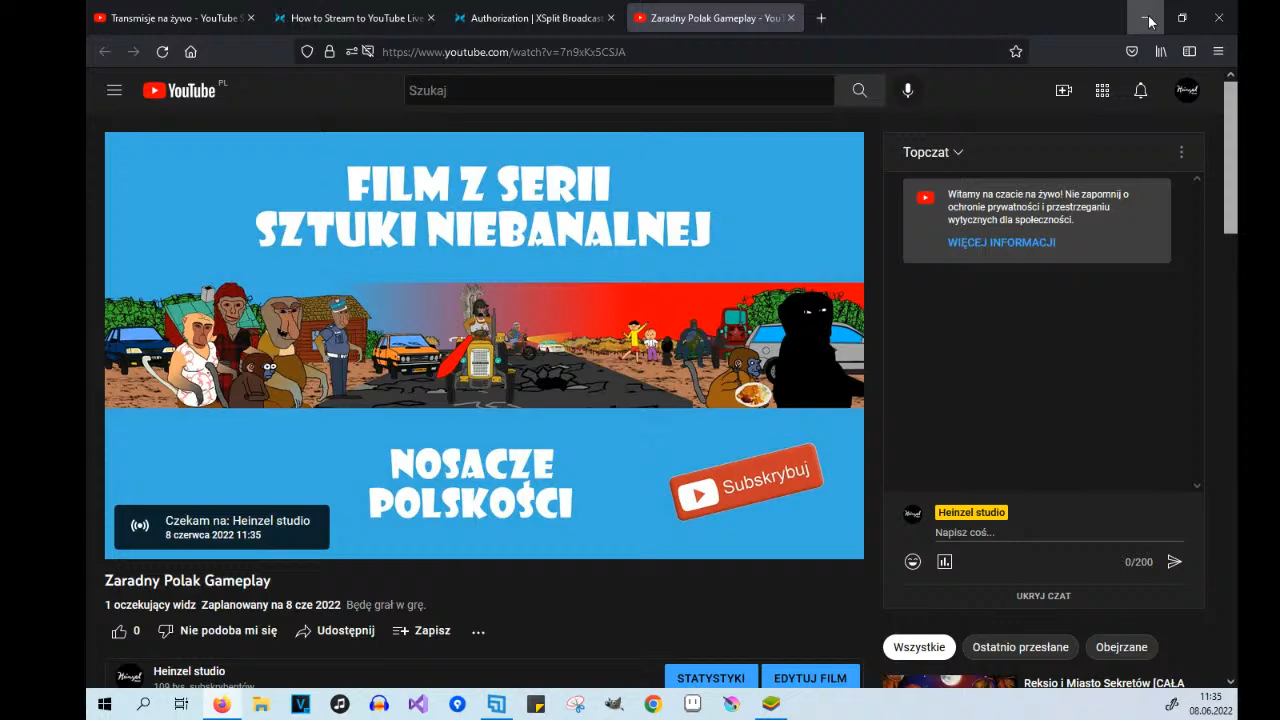 Transmisje na żywo - YouTube S
How to Stream to YouTube Live
Authorization | XSplit Broadcast
Zaradny Polak Gameplay - YouT
https://www.youtube.com/watch?v=7n9xKx5CSJA
YouTube PL
Szukaj
FILM Z SERII
SZTUKI NIEBANALNEJ
NOSACZE
POLSKOŚCI
Subskrybuj
Czekam na: Heinzel studio
8 czerwca 2022 11:35
Zaradny Polak Gameplay
1 oczekujący widz Zaplanowany na 8 cze 2022 Będę grał w grę.
0 Nie podoba mi się Udostępnij Zapisz
Heinzel studio
109 tys. subskrybentów
STATYSTYKI EDYTUJ FILM
Topczat
Witamy na czacie na żywo! Nie zapomnij o
ochronie prywatności i przestrzeganiu
wytycznych dla społeczności.
WIĘCEJ INFORMACJI
Heinzel studio
Napisz coś...
0/200
UKRYJ CZAT
Wszystkie Ostatnio przesłane Obejrzane
Reksio i Miasto Sekretów [CAŁA
11:35
08.06.2022